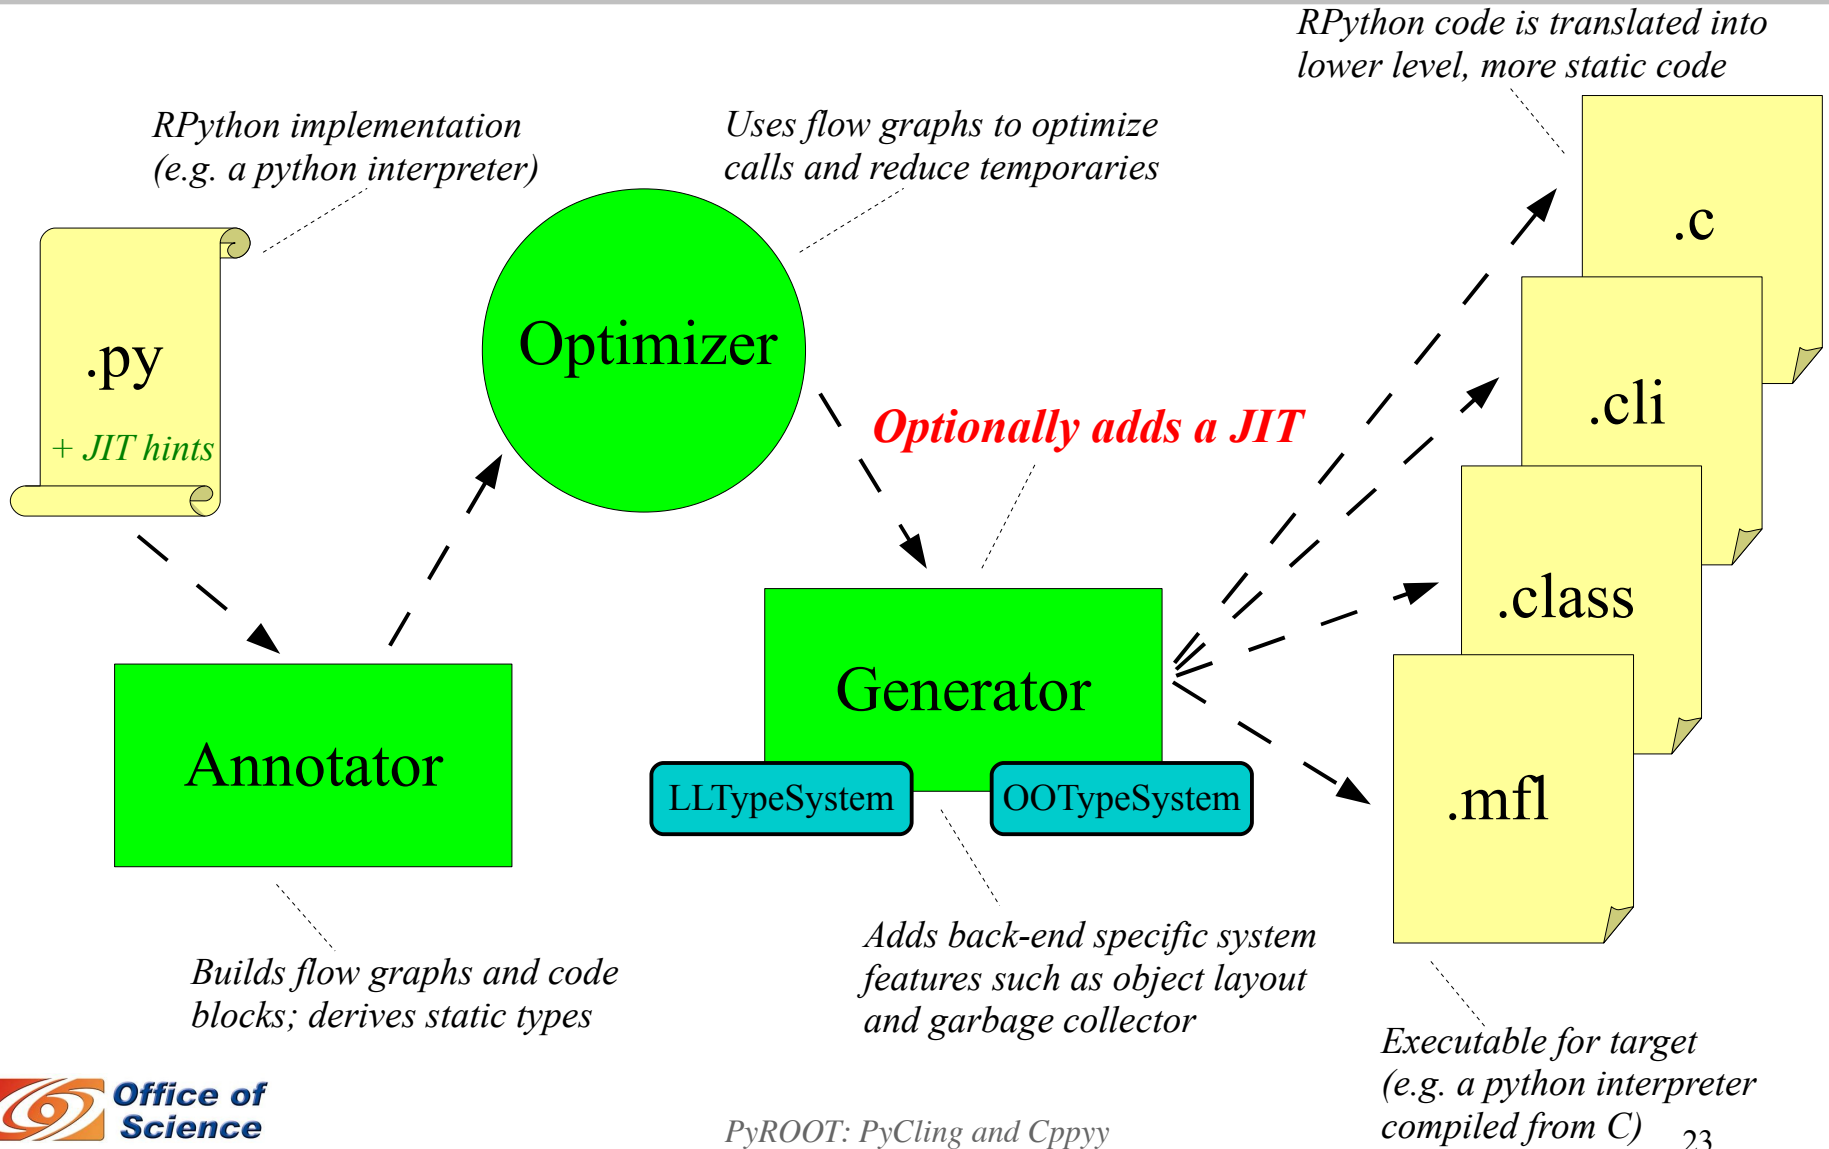 RPython code is translated into
lower level, more static code
RPython implementation
(e.g. a python interpreter)
Uses flow graphs to optimize
calls and reduce temporaries
.c
Optimizer
.py
.cli
Optionally adds a JIT
+ JIT hints
.class
Generator
Annotator
LLTypeSystem
OOTypeSystem
.mfl
Adds back-end specific system
features such as object layout
and garbage collector
Builds flow graphs and code
blocks; derives static types
Executable for target
(e.g. a python interpreter
compiled from C)
Office of
Science
PyROOT: PyCling and Cppyy
23